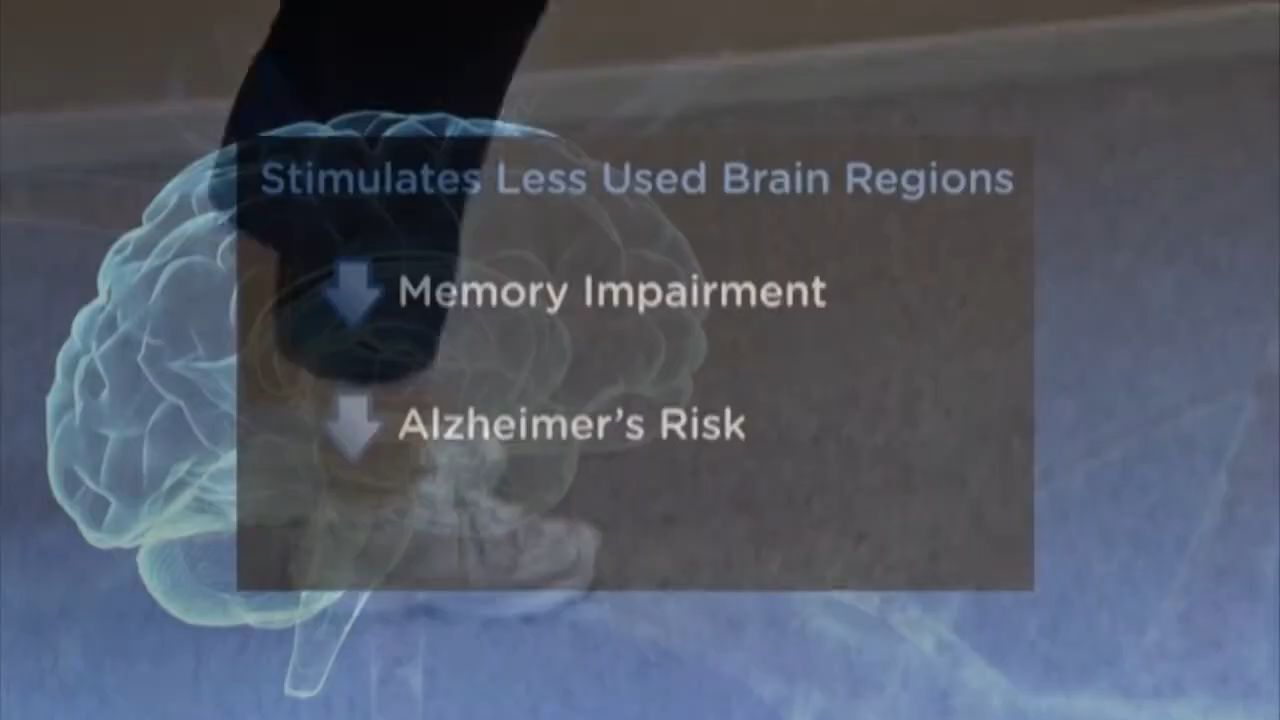 Stimulates Less Used Brain Regions
Memory Impairment
Alzheimer’s Risk